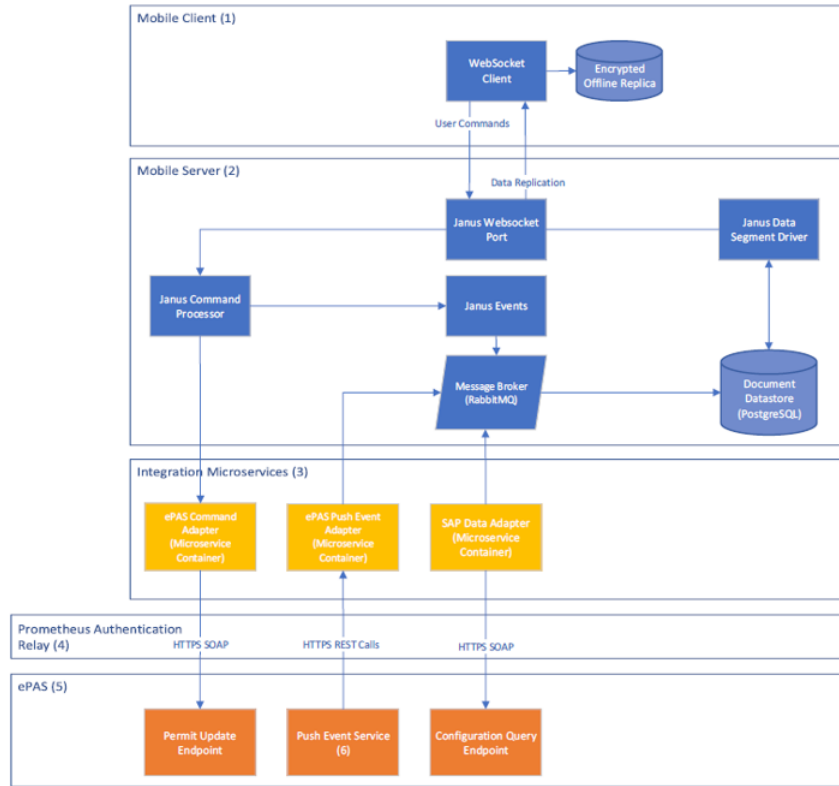 Mobile Client (1)
WebSocket
Client
Encrypted
Offline Replica
User Commands
Mobile Server (2)
Data Replication
Janus Websocket
Port
Janus Data
Segment Driver
Janus Command
Processor
Janus Events
Message Broker
(RabbitMQ)
Document
Datastore
(PostgreSQL)
Integration Microservices (3)
ePAS Command
Adapter
(Microservice
Container)
ePAS Push Event
Adapter
(Microservice
Container)
SAP Data Adapter
(Microservice
Container)
Prometheus Authentication
Relay (4)
HTTPS SOAP
HTTPS REST Calls
HTTPS SOAP
ePAS (5)
Permit Update
Endpoint
Push Event Service
(6)
Configuration Query
Endpoint